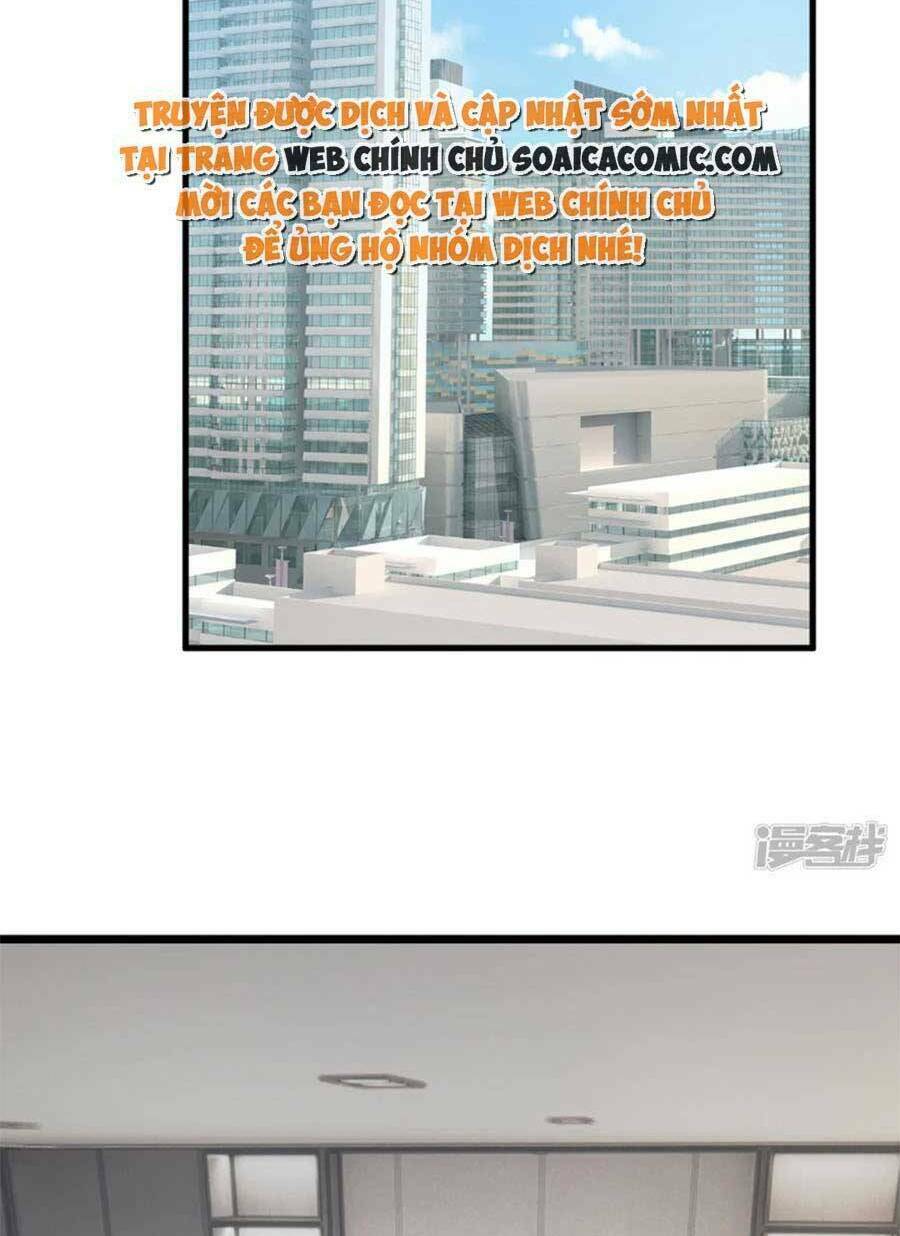 TRUYỆN ĐƯỢC DỊCH VÀ CẬP NHẬT SỚM NHẤT
TẠI TRANG WEB CHÍNH CHỦ SOAICACOMIC.COM
MỜI CÁC BẠN ĐỌC TẠI WEB CHÍNH CHỦ
ĐỂ ỦNG HỘ NHÓM DỊCH NHÉ!
漫客栈